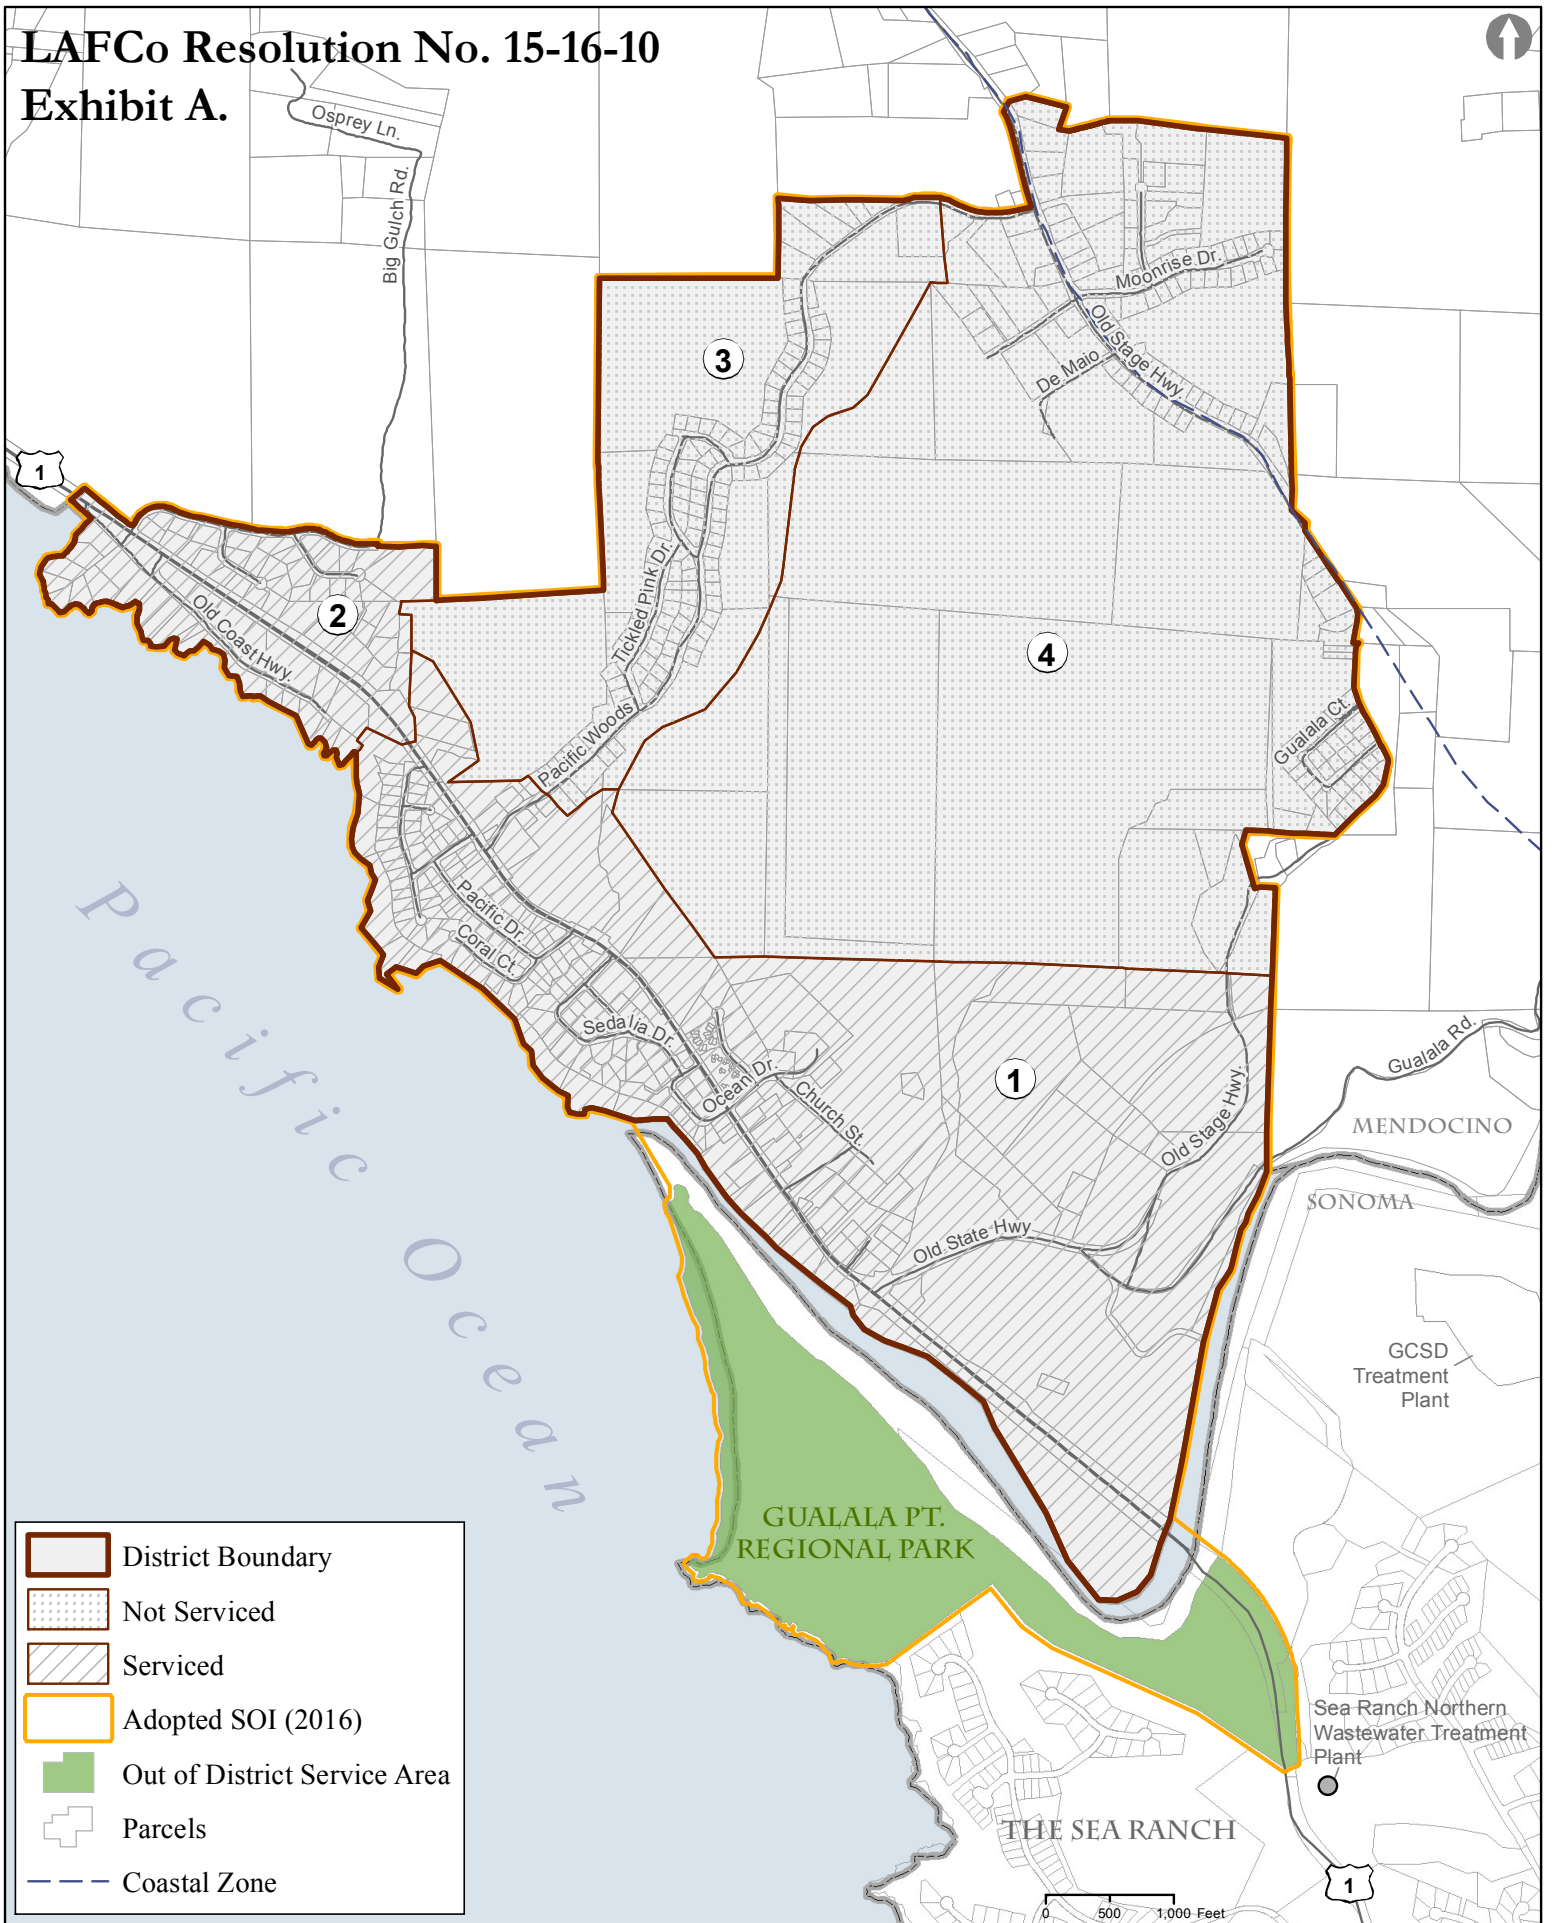 LAFCo Resolution No. 15-16-10
Exhibit A.
Osprey Ln.
Big Gulch Rd.
Moonrise Dr.
Old Stage Hwy.
De Maio
3
1
2
Old Coast Hwy.
Tickled Pink Dr.
4
Pacific Woods
Gualala Ct.
Pacific Dr.
Coral Ct.
Sedalia Dr.
Ocean Dr.
Church St.
1
Old Stage Hwy.
Gualala Rd.
MENDOCINO
SONOMA
Old State Hwy
Pacific Ocean
GCSD
Treatment
Plant
GUALALA PT.
REGIONAL PARK
Sea Ranch Northern
Wastewater Treatment
Plant
THE SEA RANCH
1
0 500 1,000 Feet
District Boundary
Not Serviced
Serviced
Adopted SOI (2016)
Out of District Service Area
Parcels
Coastal Zone